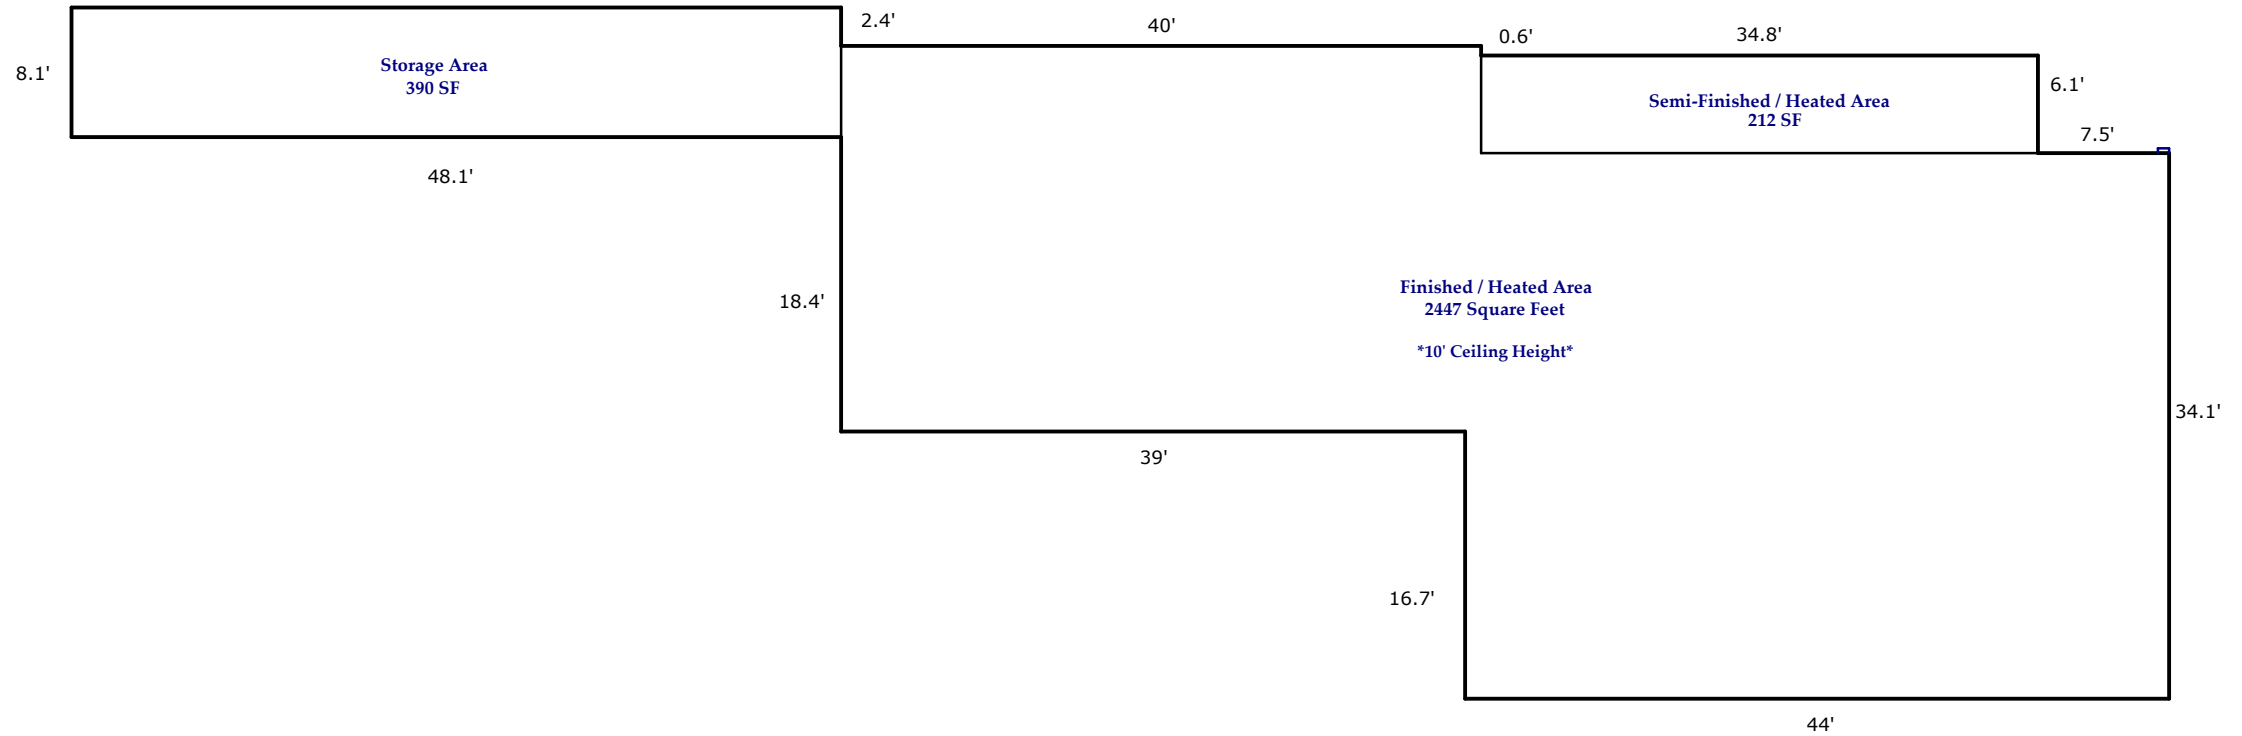 2.4'
40'
0.6'
34.8'
8.1'
Storage Area
390 SF
6.1'
Semi-Finished / Heated Area
212 SF
7.5'
48.1'
18.4'
Finished / Heated Area
2447 Square Feet
*10' Ceiling Height*
34.1'
39'
16.7'
44'